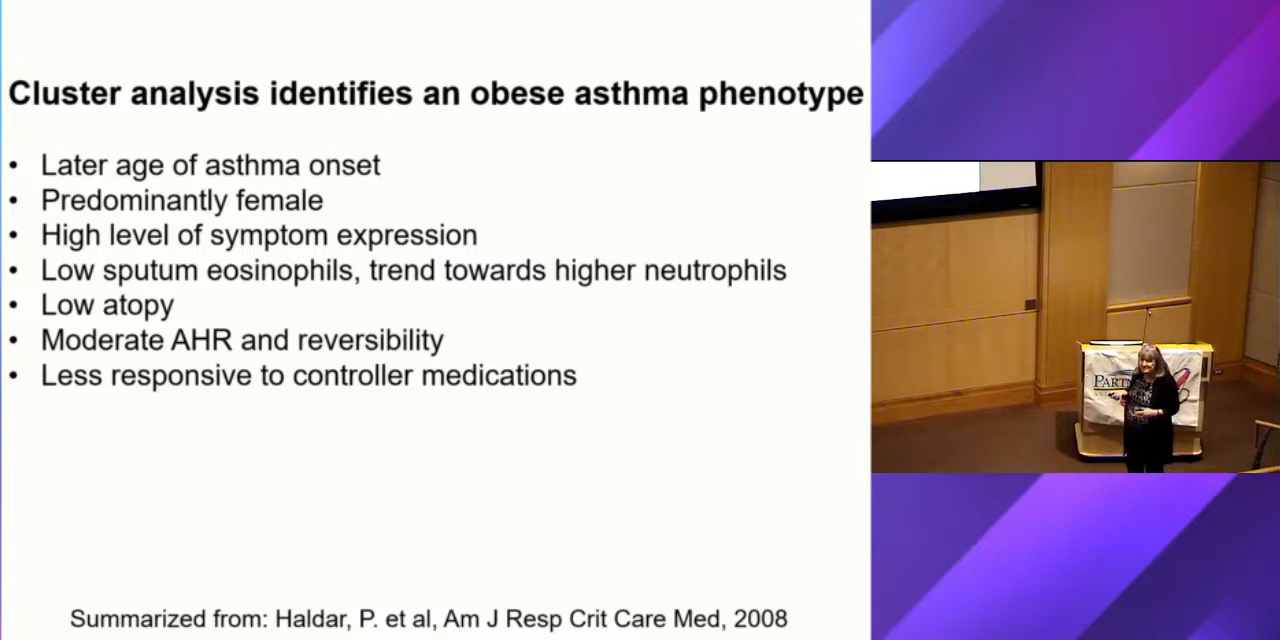 Cluster analysis identifies an obese asthma phenotype
• Later age of asthma onset
• Predominantly female
• High level of symptom expression
• Low sputum eosinophils, trend towards higher neutrophils
• Low atopy
• Moderate AHR and reversibility
• Less responsive to controller medications
Summarized from: Haldar, P. et al, Am J Resp Crit Care Med, 2008